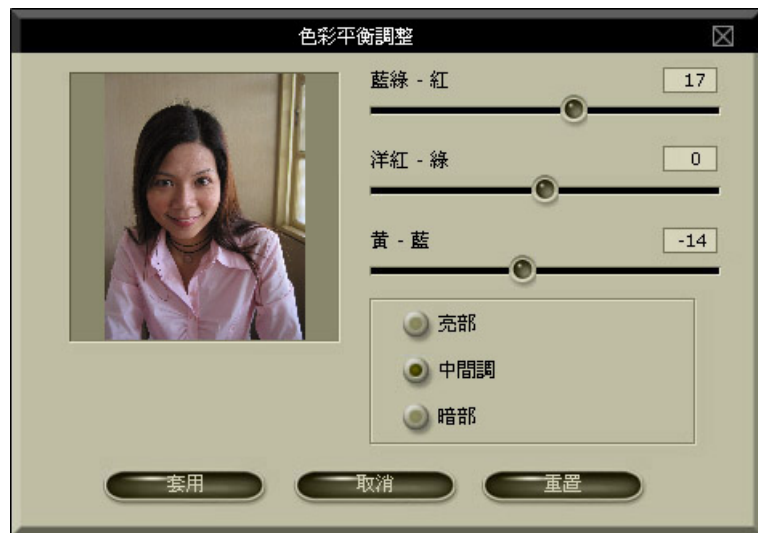 色彩平衡調整
藍綠 - 紅
17
洋紅 - 綠
0
黃 - 藍
-14
亮部
中間調
暗部
套用
取消
重置